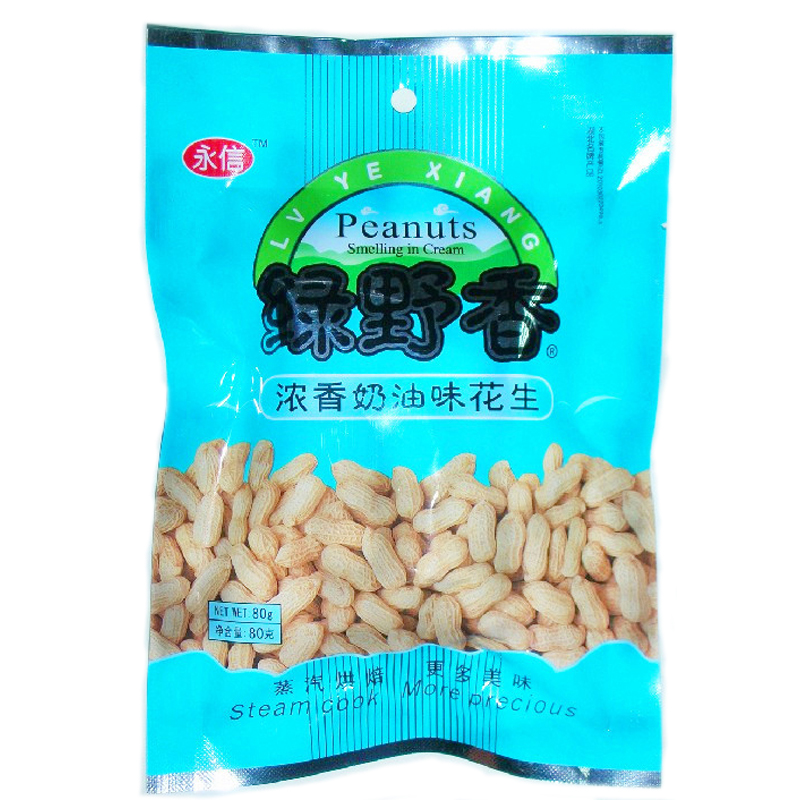 永信 TM
LV YE XIANG
Peanuts
Smelling in Cream
绿野香®
浓香奶油味花生
NET WET: 80g
净含量: 80克
蒸汽烘焙 更多美味
Steam cook More precious